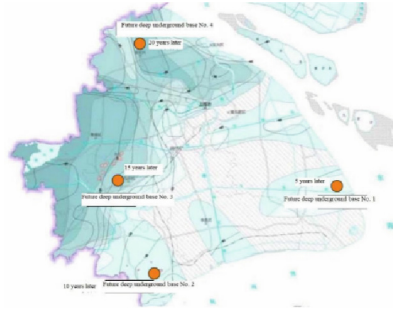 Future deep underground base No. 4
20 years later
15 years later
5 years later
Future deep underground base No. 3
Future deep underground base No. 1
10 years later
Future deep underground base No. 2